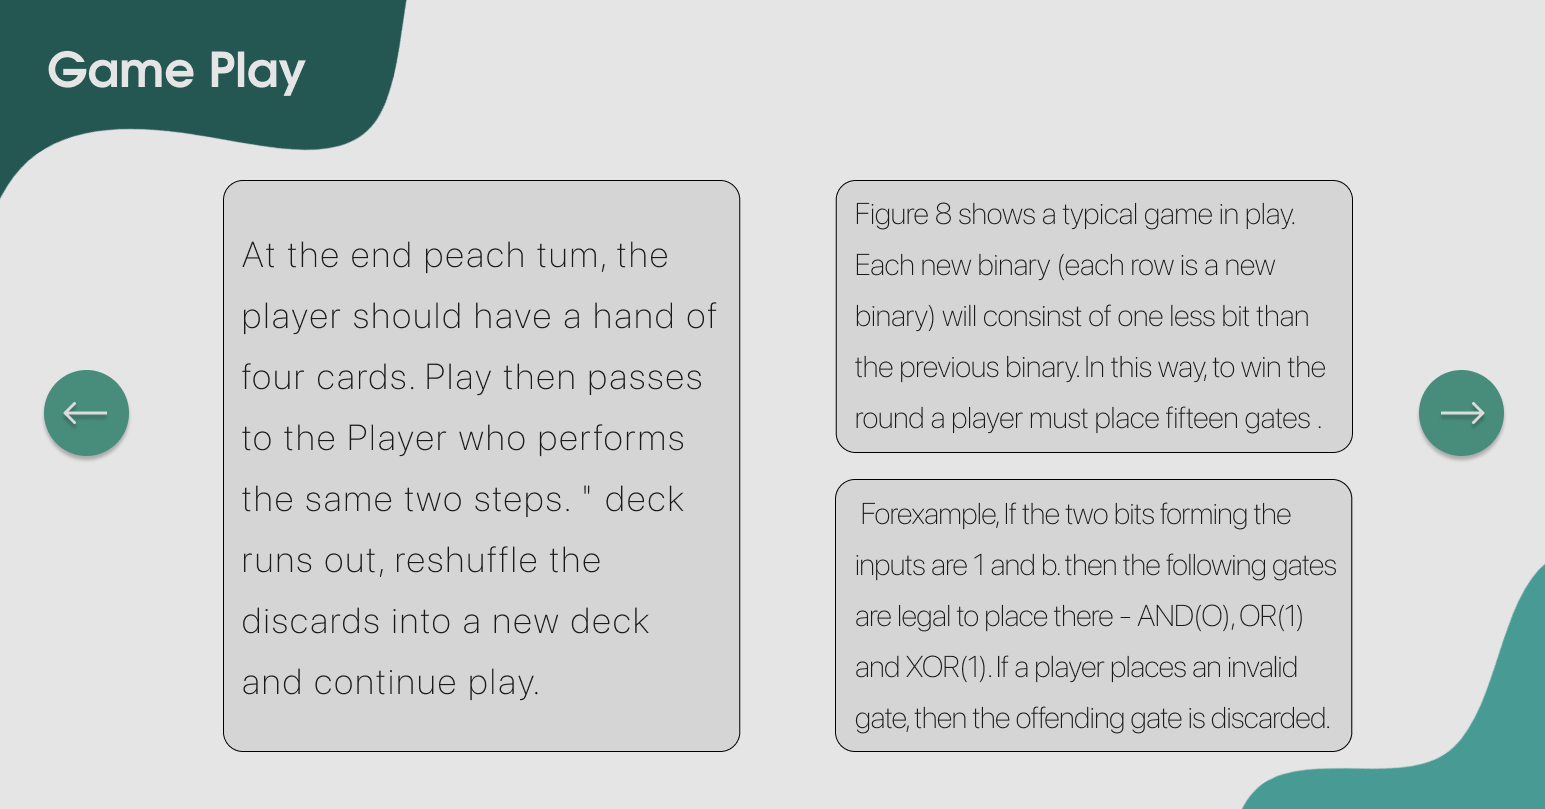 Game Play
At the end peach tum, the
player should have a hand of
four cards. Play then passes
to the Player who performs
the same two steps. " deck
runs out, reshuffle the
discards into a new deck
and continue play.
Figure 8 shows a typical game in play.
Each new binary (each row is a new
binary) will consinst of one less bit than
the previous binary. In this way, to win the
round a player must place fifteen gates .
Forexample, If the two bits forming the
inputs are 1 and b. then the following gates
are legal to place there - AND(O), OR(1)
and XOR(1). If a player places an invalid
gate, then the offending gate is discarded.